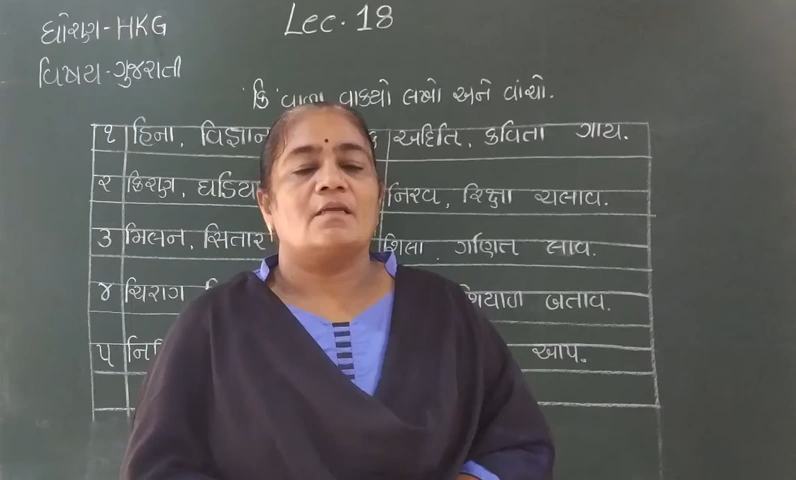 ધોરણ - HKG
Lec. 18
વિષય - ગુજરાતી
'કિ' વાળા વાક્યો લખો અને વાંચો.
૧ હિના, વિજ્ઞાન અદિતિ, કવિતા ગાય.
૨ કિરણ, નિરવ, રિક્ષા ચલાવ.
૩ મિલન, સિતાર શિલા, ગણિત લાવ.
૪ ચિરાગ શિયાળ બતાવ.
૫ આપ.